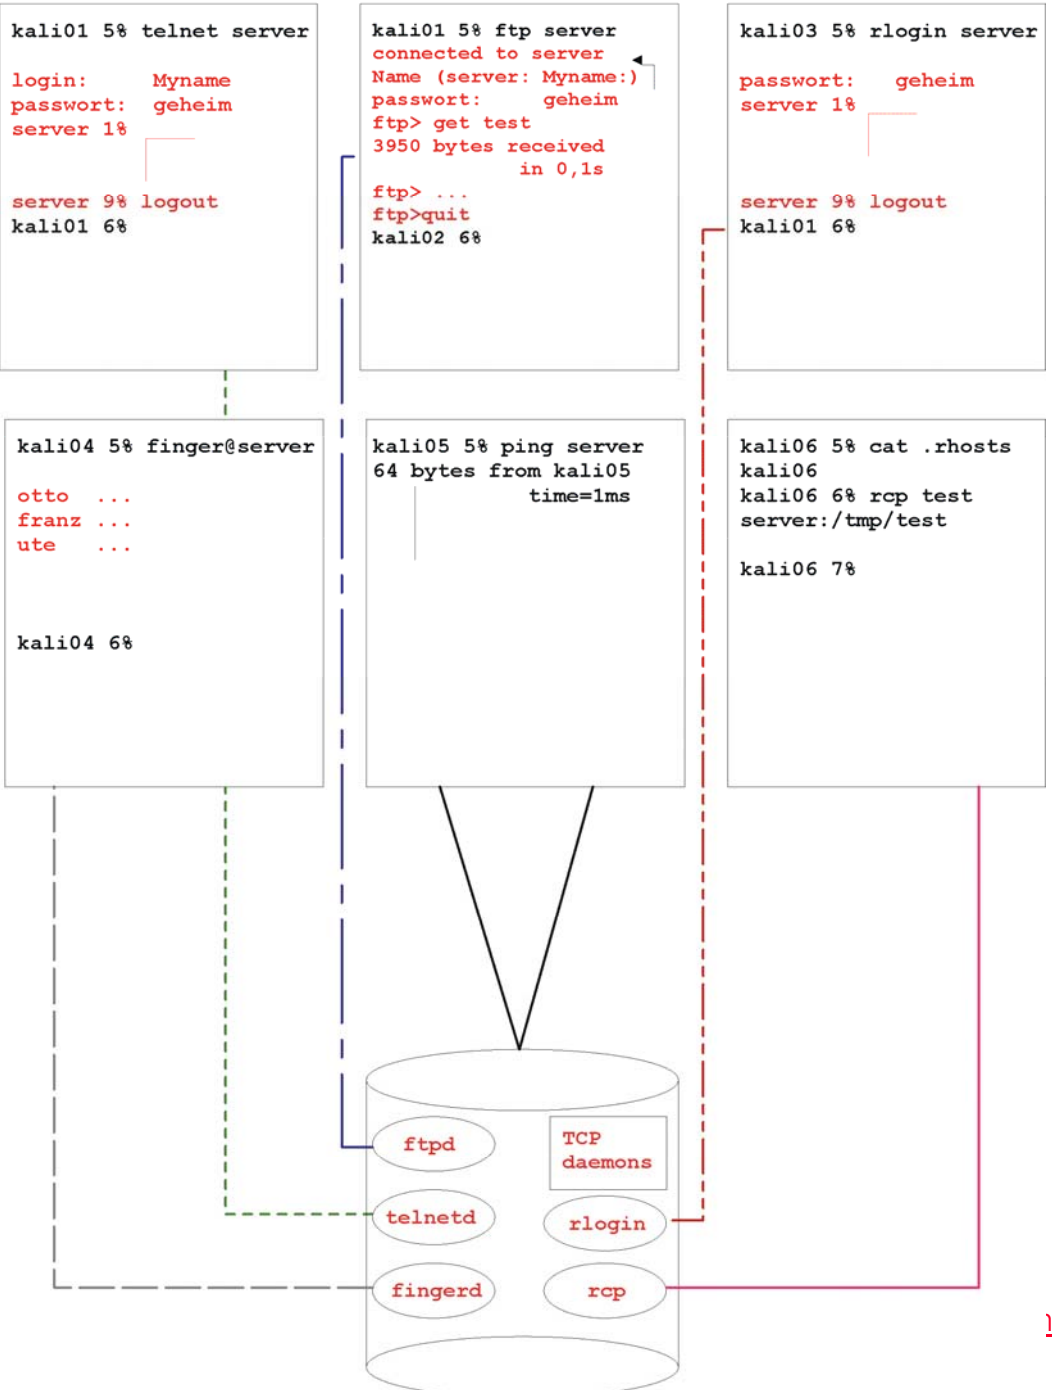 kali01 5% telnet server
login: Myname
passwort: geheim
server 1%
server 9% logout
kali01 6%
kali01 5% ftp server
connected to server
Name (server: Myname:)
passwort: geheim
ftp> get test
3950 bytes received
in 0,1s
ftp> ...
ftp>quit
kali02 6%
kali03 5% rlogin server
passwort: geheim
server 1%
server 9% logout
kali01 6%
kali04 5% finger@server
otto ...
franz ...
ute ...
kali04 6%
kali05 5% ping server
64 bytes from kali05
time=1ms
kali06 5% cat .rhosts
kali06
kali06 6% rcp test
server:/tmp/test
kali06 7%
ftpd
TCP
daemons
telnetd
rlogin
fingerd
rcp